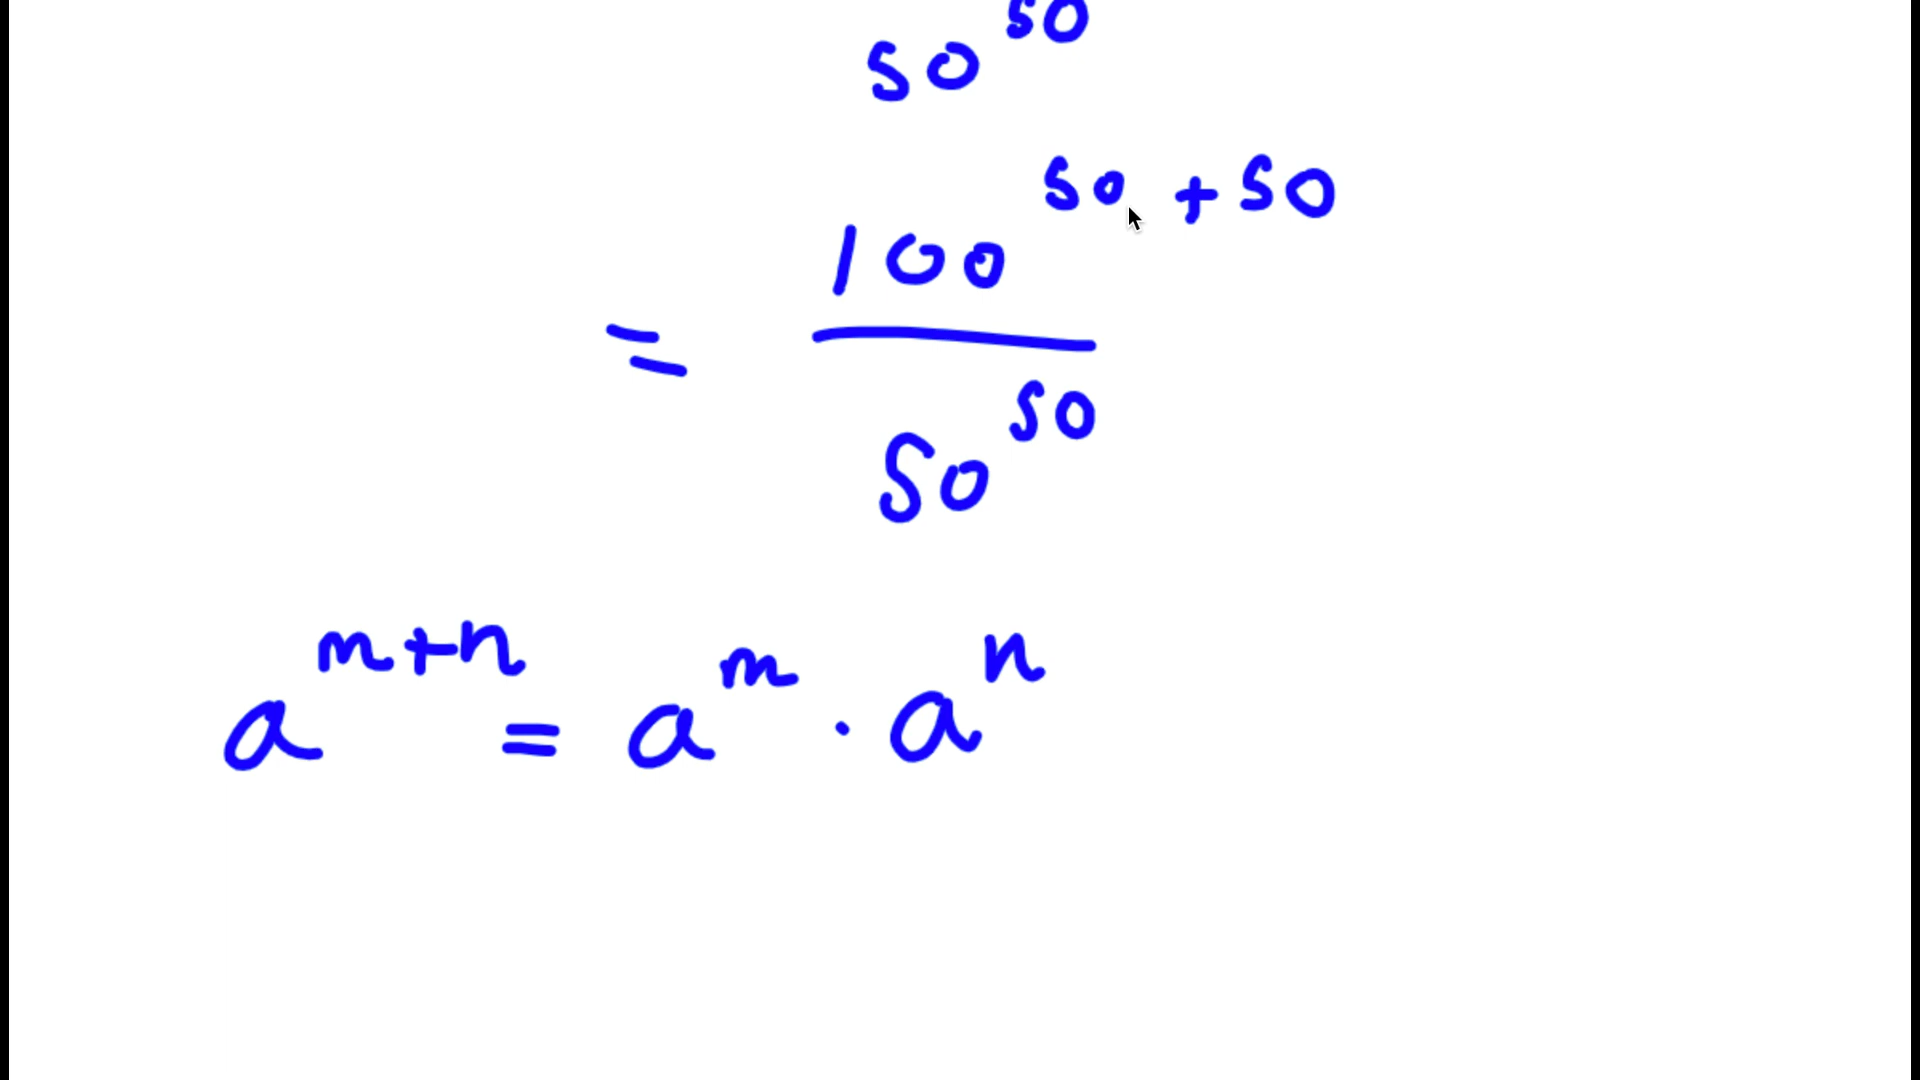 50^50
= 100^(50 + 50) / 50^50
a^(m+n) = a^m · a^n